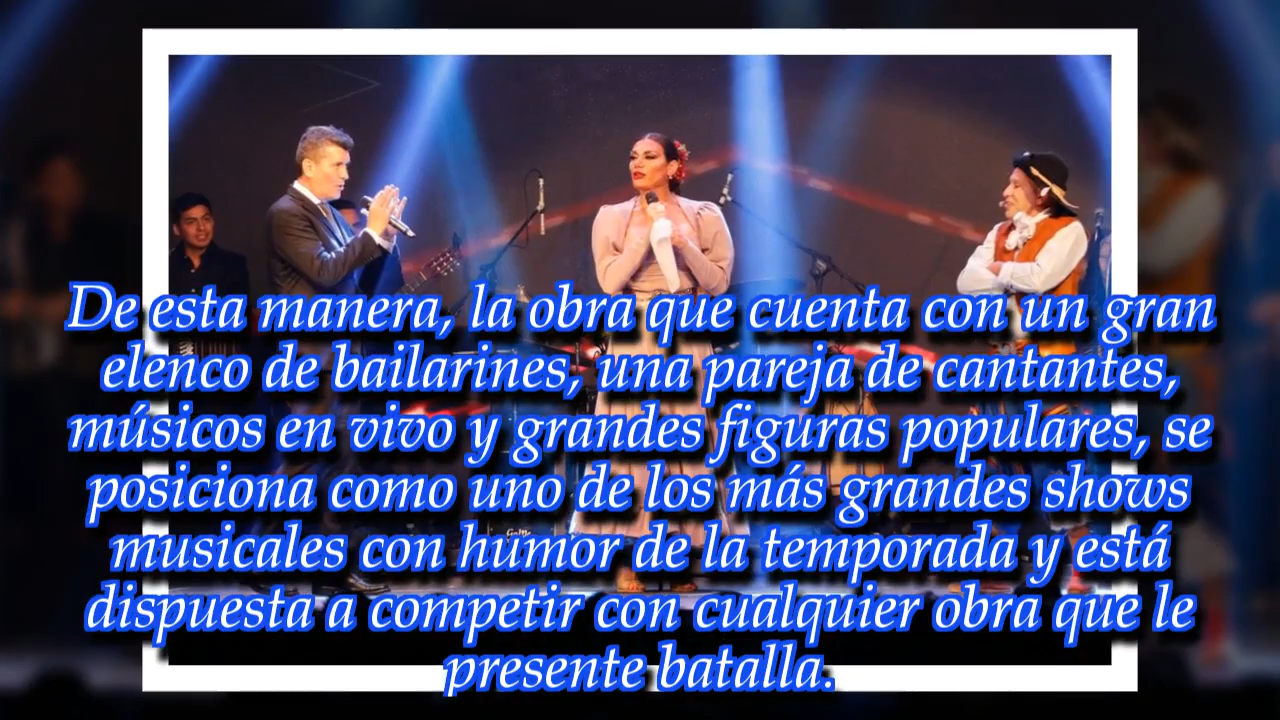 De esta manera, la obra que cuenta con un gran
elenco de bailarines, una pareja de cantantes,
músicos en vivo y grandes figuras populares, se
posiciona como uno de los más grandes shows
musicales con humor de la temporada y está
dispuesta a competir con cualquier obra que le
presente batalla.